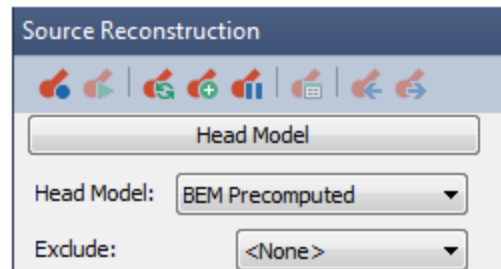 Source Reconstruction
Head Model
Head Model: BEM Precomputed
Exclude: <None>